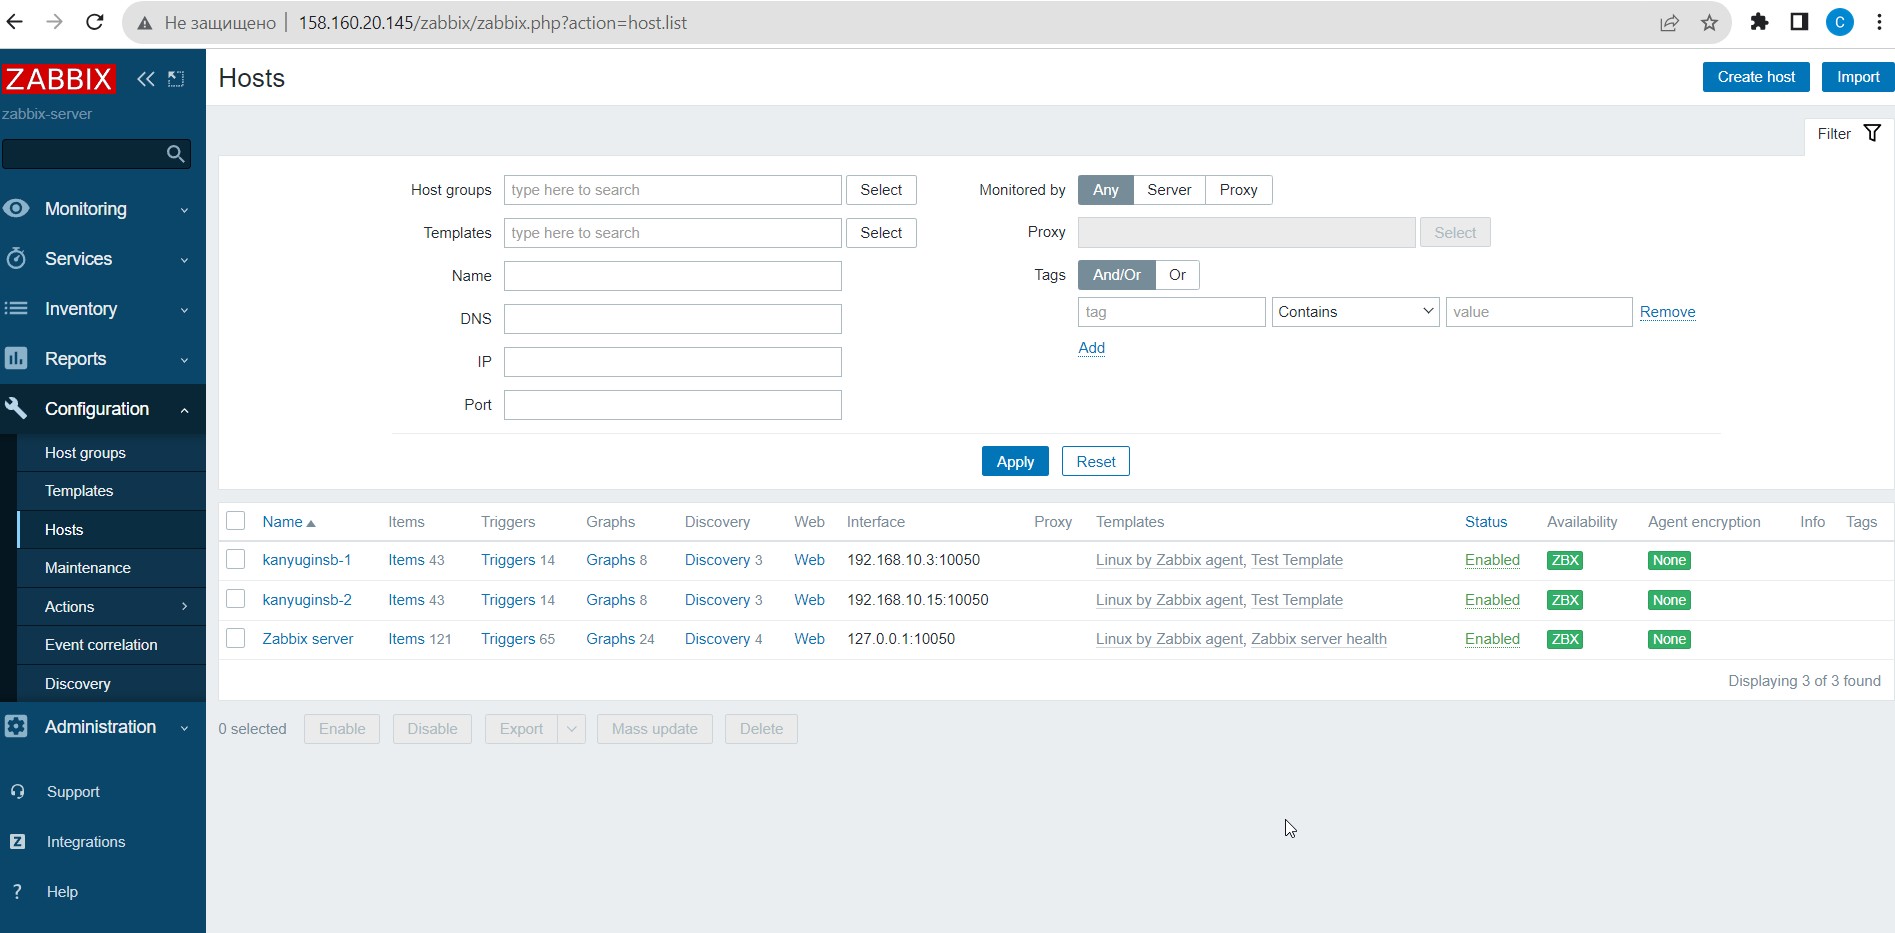 Не защищено 158.160.20.145/zabbix/zabbix.php?action=host.list C
ZABBIX
zabbix-server
Monitoring
Services
Inventory
Reports
Configuration
Host groups
Templates
Hosts
Maintenance
Actions
Event correlation
Discovery
Administration
Support
Z Integrations
? Help
Hosts Create host Import
Filter
Host groups type here to search Select
Templates type here to search Select
Name
DNS
IP
Port
Monitored by Any Server Proxy
Proxy Select
Tags And/Or Or
tag Contains value Remove
Add
Apply Reset
Name Items Triggers Graphs Discovery Web Interface Proxy Templates Status Availability Agent encryption Info Tags
kanyuginsb-1 Items 43 Triggers 14 Graphs 8 Discovery 3 Web 192.168.10.3:10050 Linux by Zabbix agent, Test Template Enabled ZBX None
kanyuginsb-2 Items 43 Triggers 14 Graphs 8 Discovery 3 Web 192.168.10.15:10050 Linux by Zabbix agent, Test Template Enabled ZBX None
Zabbix server Items 121 Triggers 65 Graphs 24 Discovery 4 Web 127.0.0.1:10050 Linux by Zabbix agent, Zabbix server health Enabled ZBX None
Displaying 3 of 3 found
0 selected Enable Disable Export Mass update Delete